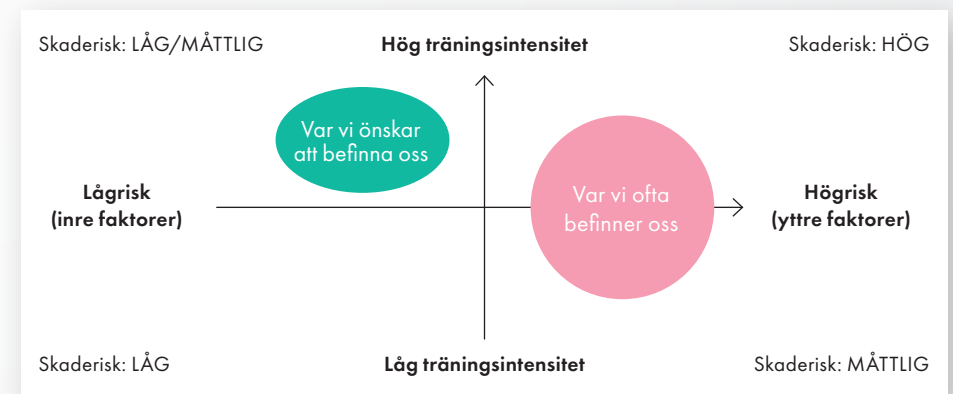 Skaderisk: LÅG/MÅTTLIG
Hög träningsintensitet
Skaderisk: HÖG
Var vi önskar
att befinna oss
Lågrisk
(inre faktorer)
Var vi ofta
befinner oss
Högrisk
(yttre faktorer)
Skaderisk: LÅG
Låg träningsintensitet
Skaderisk: MÅTTLIG